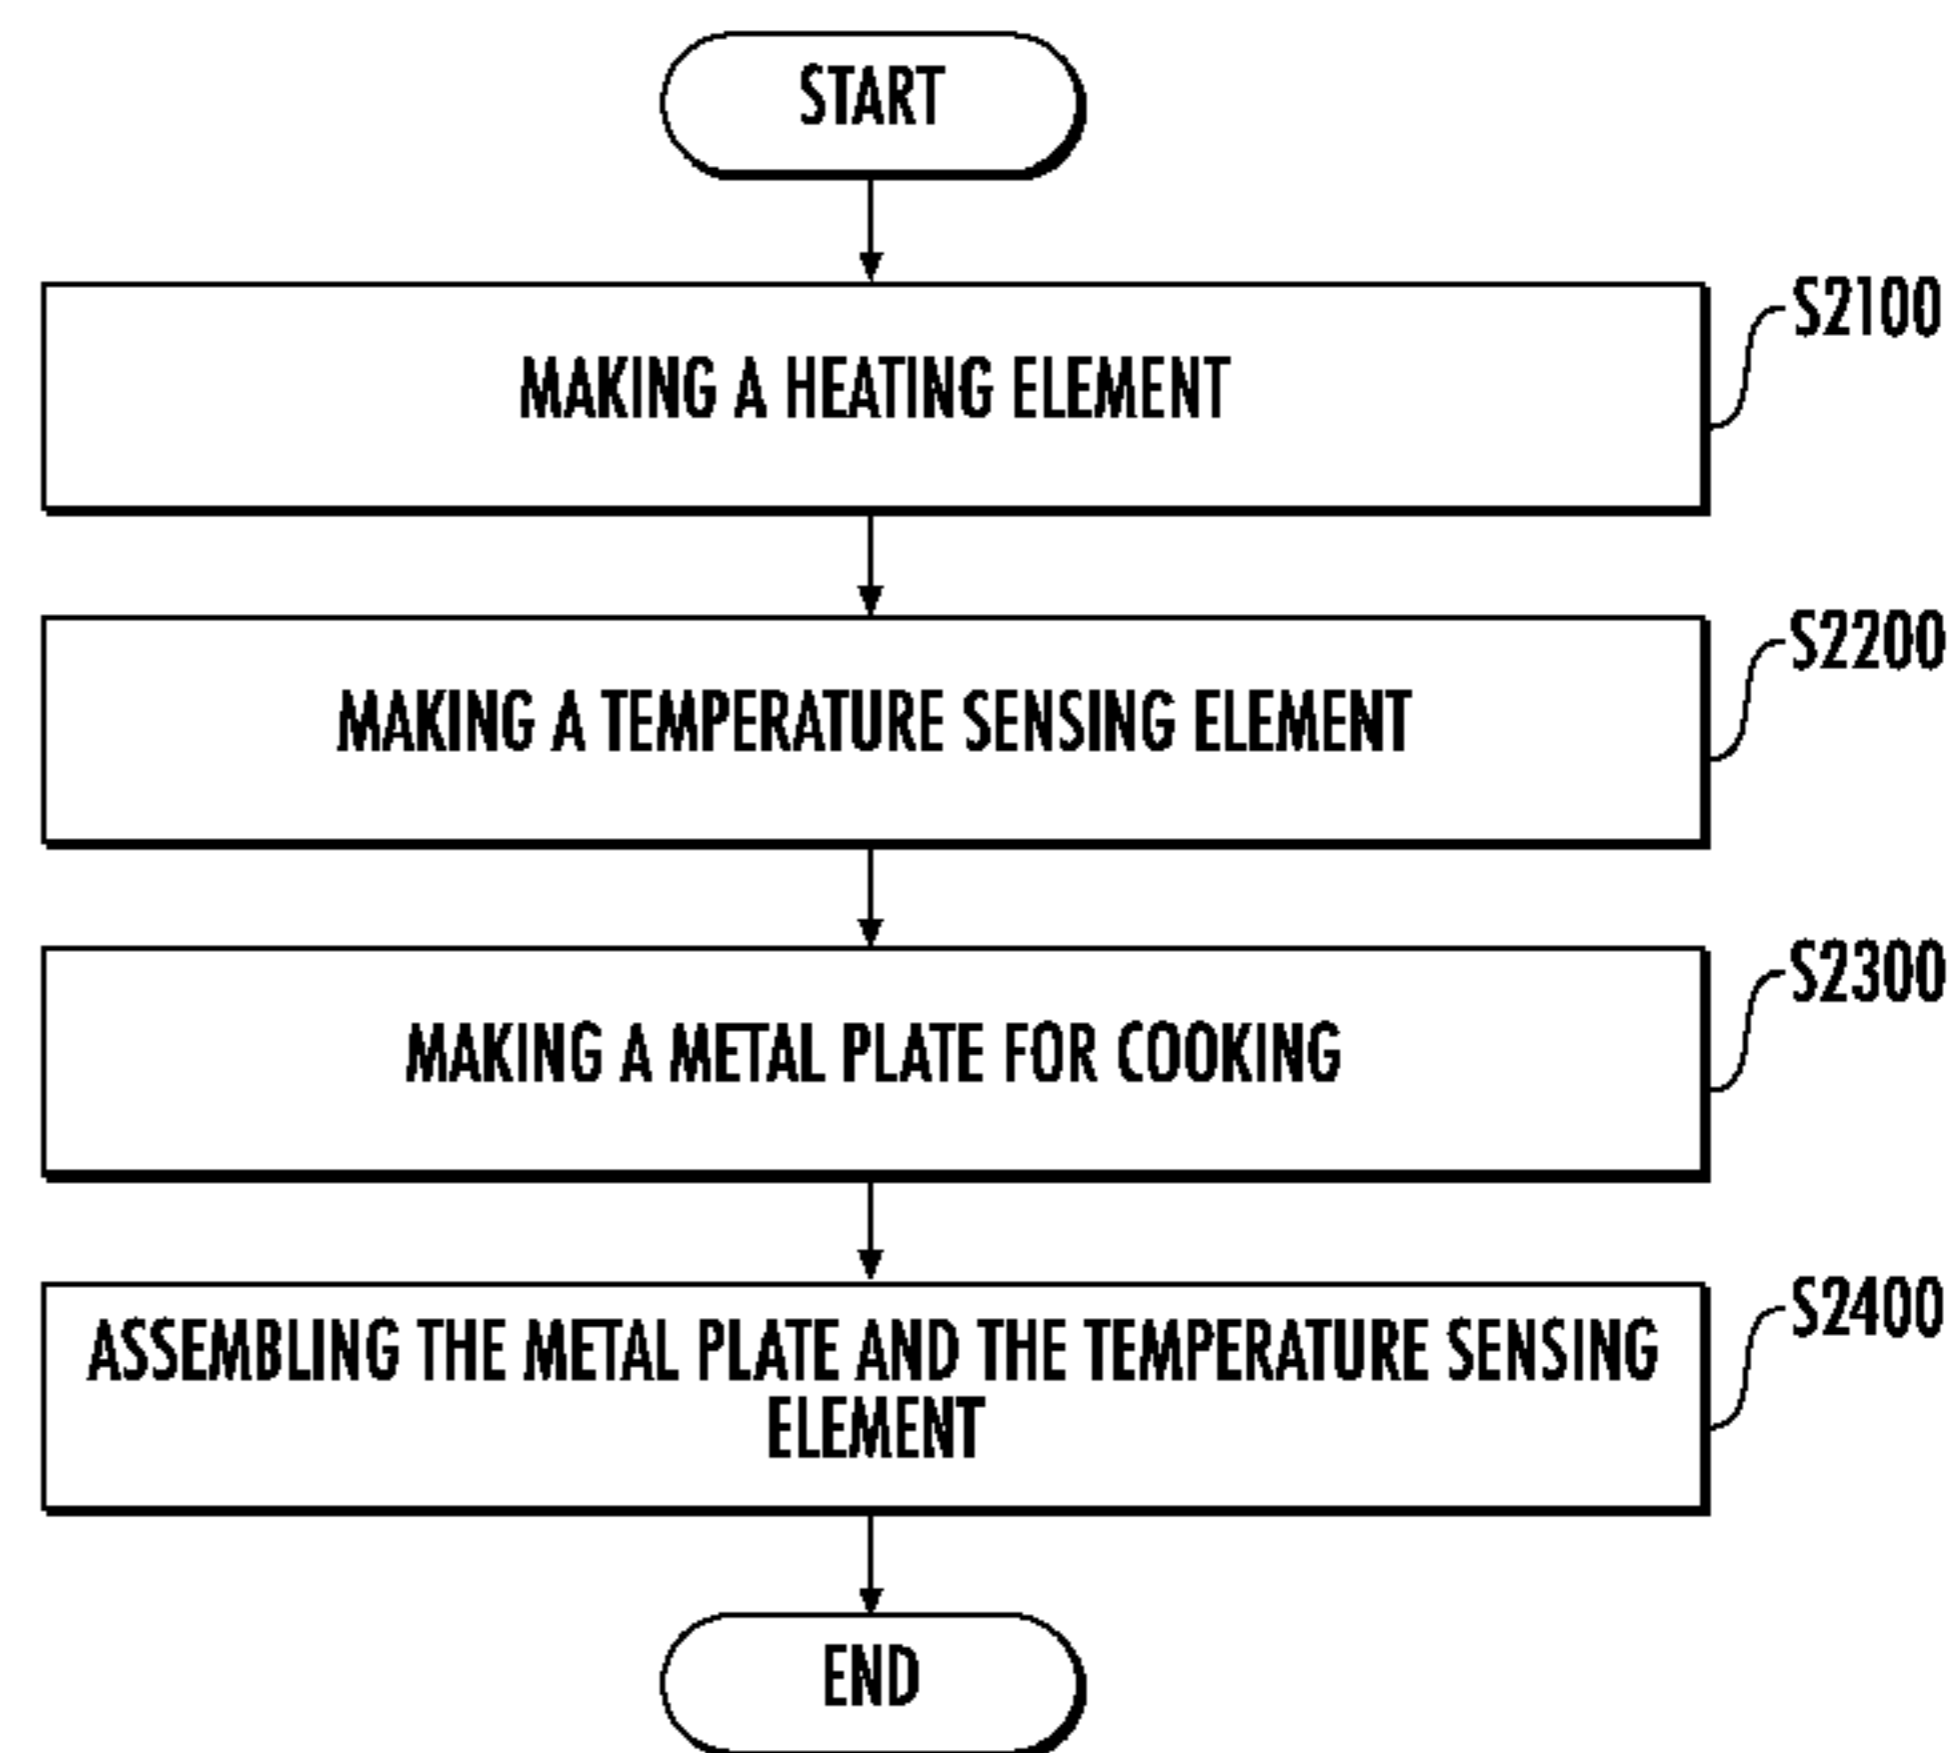 START
S2100
MAKING A HEATING ELEMENT
S2200
MAKING A TEMPERATURE SENSING ELEMENT
S2300
MAKING A METAL PLATE FOR COOKING
S2400
ASSEMBLING THE METAL PLATE AND THE TEMPERATURE SENSING
ELEMENT
END